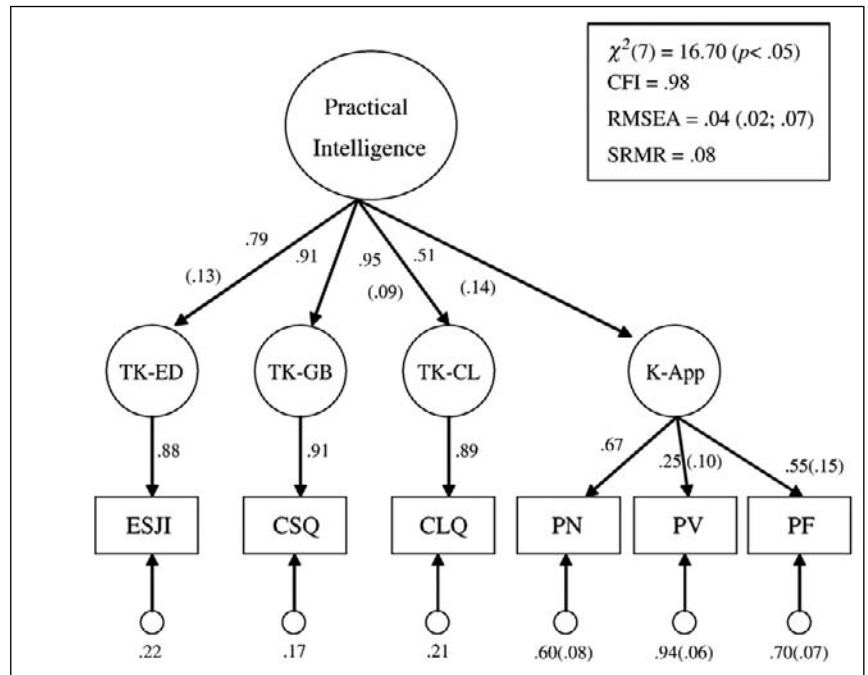 χ²(7) = 16.70 (p< .05)
CFI = .98
RMSEA = .04 (.02; .07)
SRMR = .08
Practical
Intelligence
.79
.91
.95
.51
(.13)
(.09)
(.14)
TK-ED
TK-GB
TK-CL
K-App
.88
.91
.89
.67
.25(.10)
.55(.15)
ESJI
CSQ
CLQ
PN
PV
PF
.22
.17
.21
.60(.08)
.94(.06)
.70(.07)